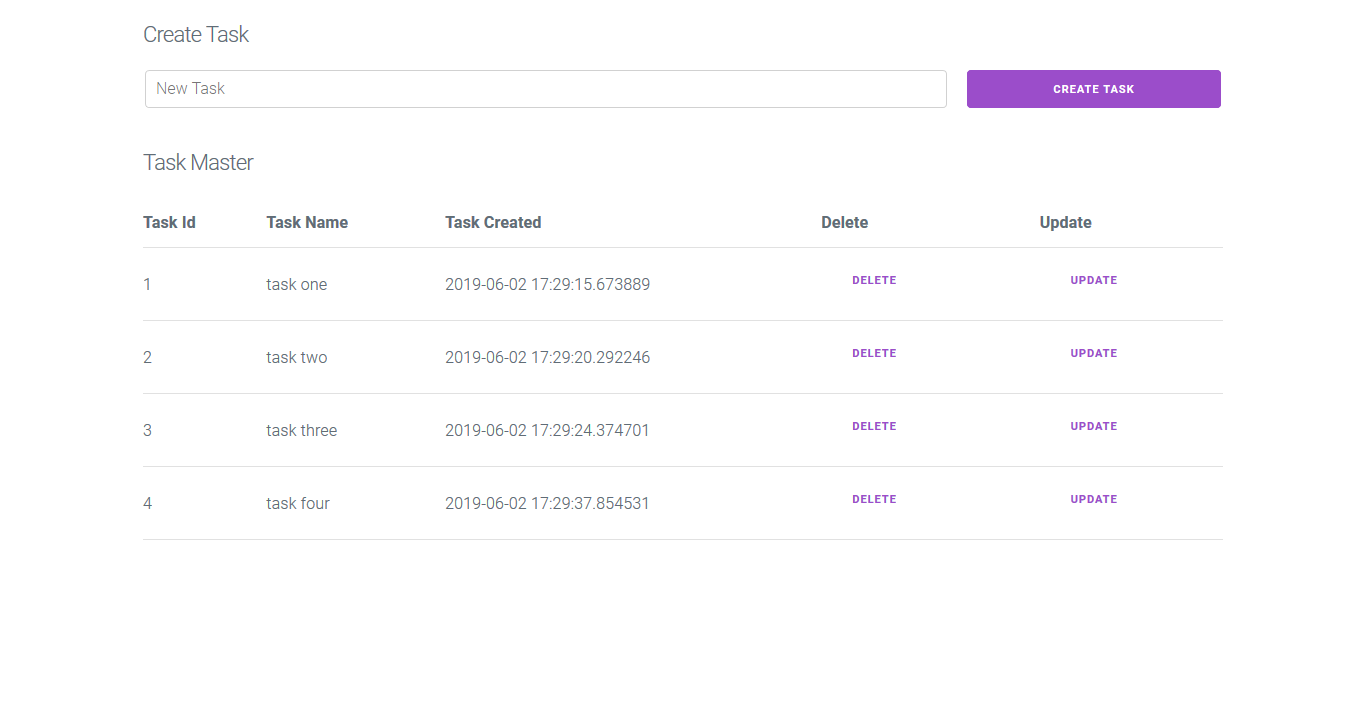 Create Task
New Task CREATE TASK
Task Master
Task Id Task Name Task Created Delete Update
1 task one 2019-06-02 17:29:15.673889 DELETE UPDATE
2 task two 2019-06-02 17:29:20.292246 DELETE UPDATE
3 task three 2019-06-02 17:29:24.374701 DELETE UPDATE
4 task four 2019-06-02 17:29:37.854531 DELETE UPDATE